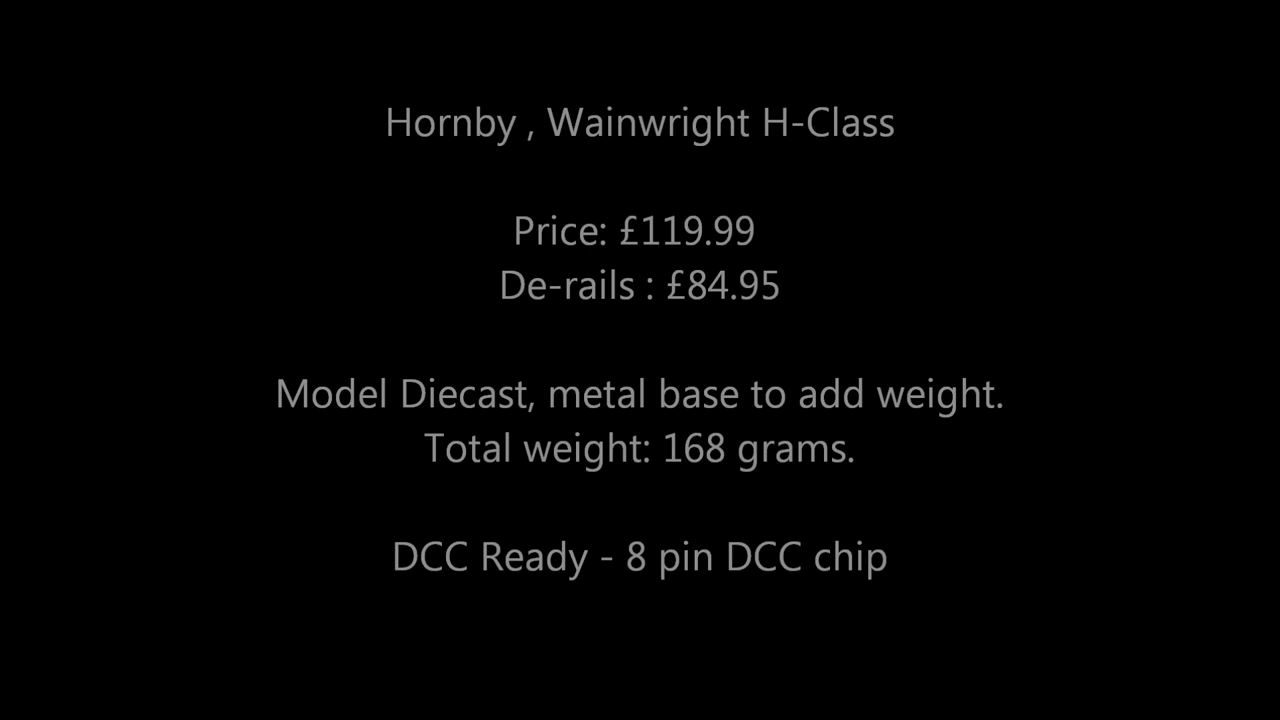 Hornby , Wainwright H-Class
Price: £119.99
De-rails : £84.95
Model Diecast, metal base to add weight.
Total weight: 168 grams.
DCC Ready - 8 pin DCC chip